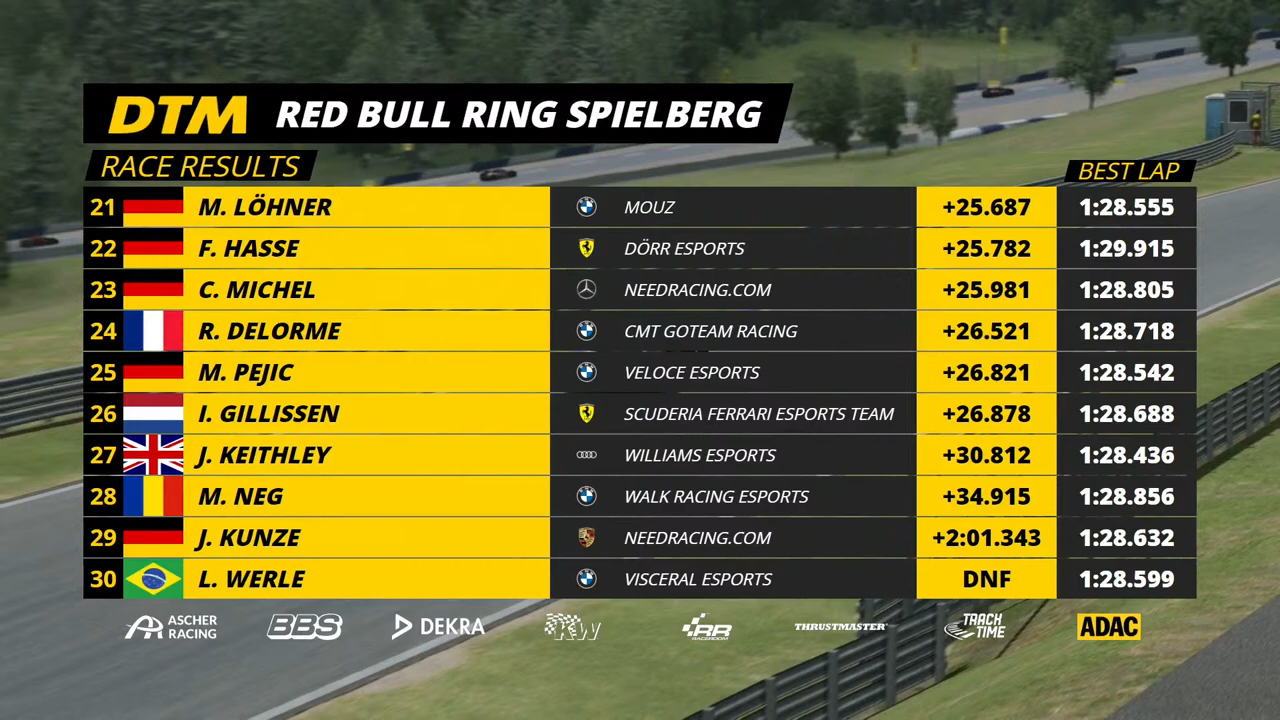 DTM RED BULL RING SPIELBERG
RACE RESULTS BEST LAP
21 M. LÖHNER MOUZ +25.687 1:28.555
22 F. HASSE DÖRR ESPORTS +25.782 1:29.915
23 C. MICHEL NEEDRACING.COM +25.981 1:28.805
24 R. DELORME CMT GOTEAM RACING +26.521 1:28.718
25 M. PEJIC VELOCE ESPORTS +26.821 1:28.542
26 I. GILLISSEN SCUDERIA FERRARI ESPORTS TEAM +26.878 1:28.688
27 J. KEITHLEY WILLIAMS ESPORTS +30.812 1:28.436
28 M. NEG WALK RACING ESPORTS +34.915 1:28.856
29 J. KUNZE NEEDRACING.COM +2:01.343 1:28.632
30 L. WERLE VISCERAL ESPORTS DNF 1:28.599
ASCHER RACING BBS DEKRA KW RR RACEROOM THRUSTMASTER TRACK TIME ADAC